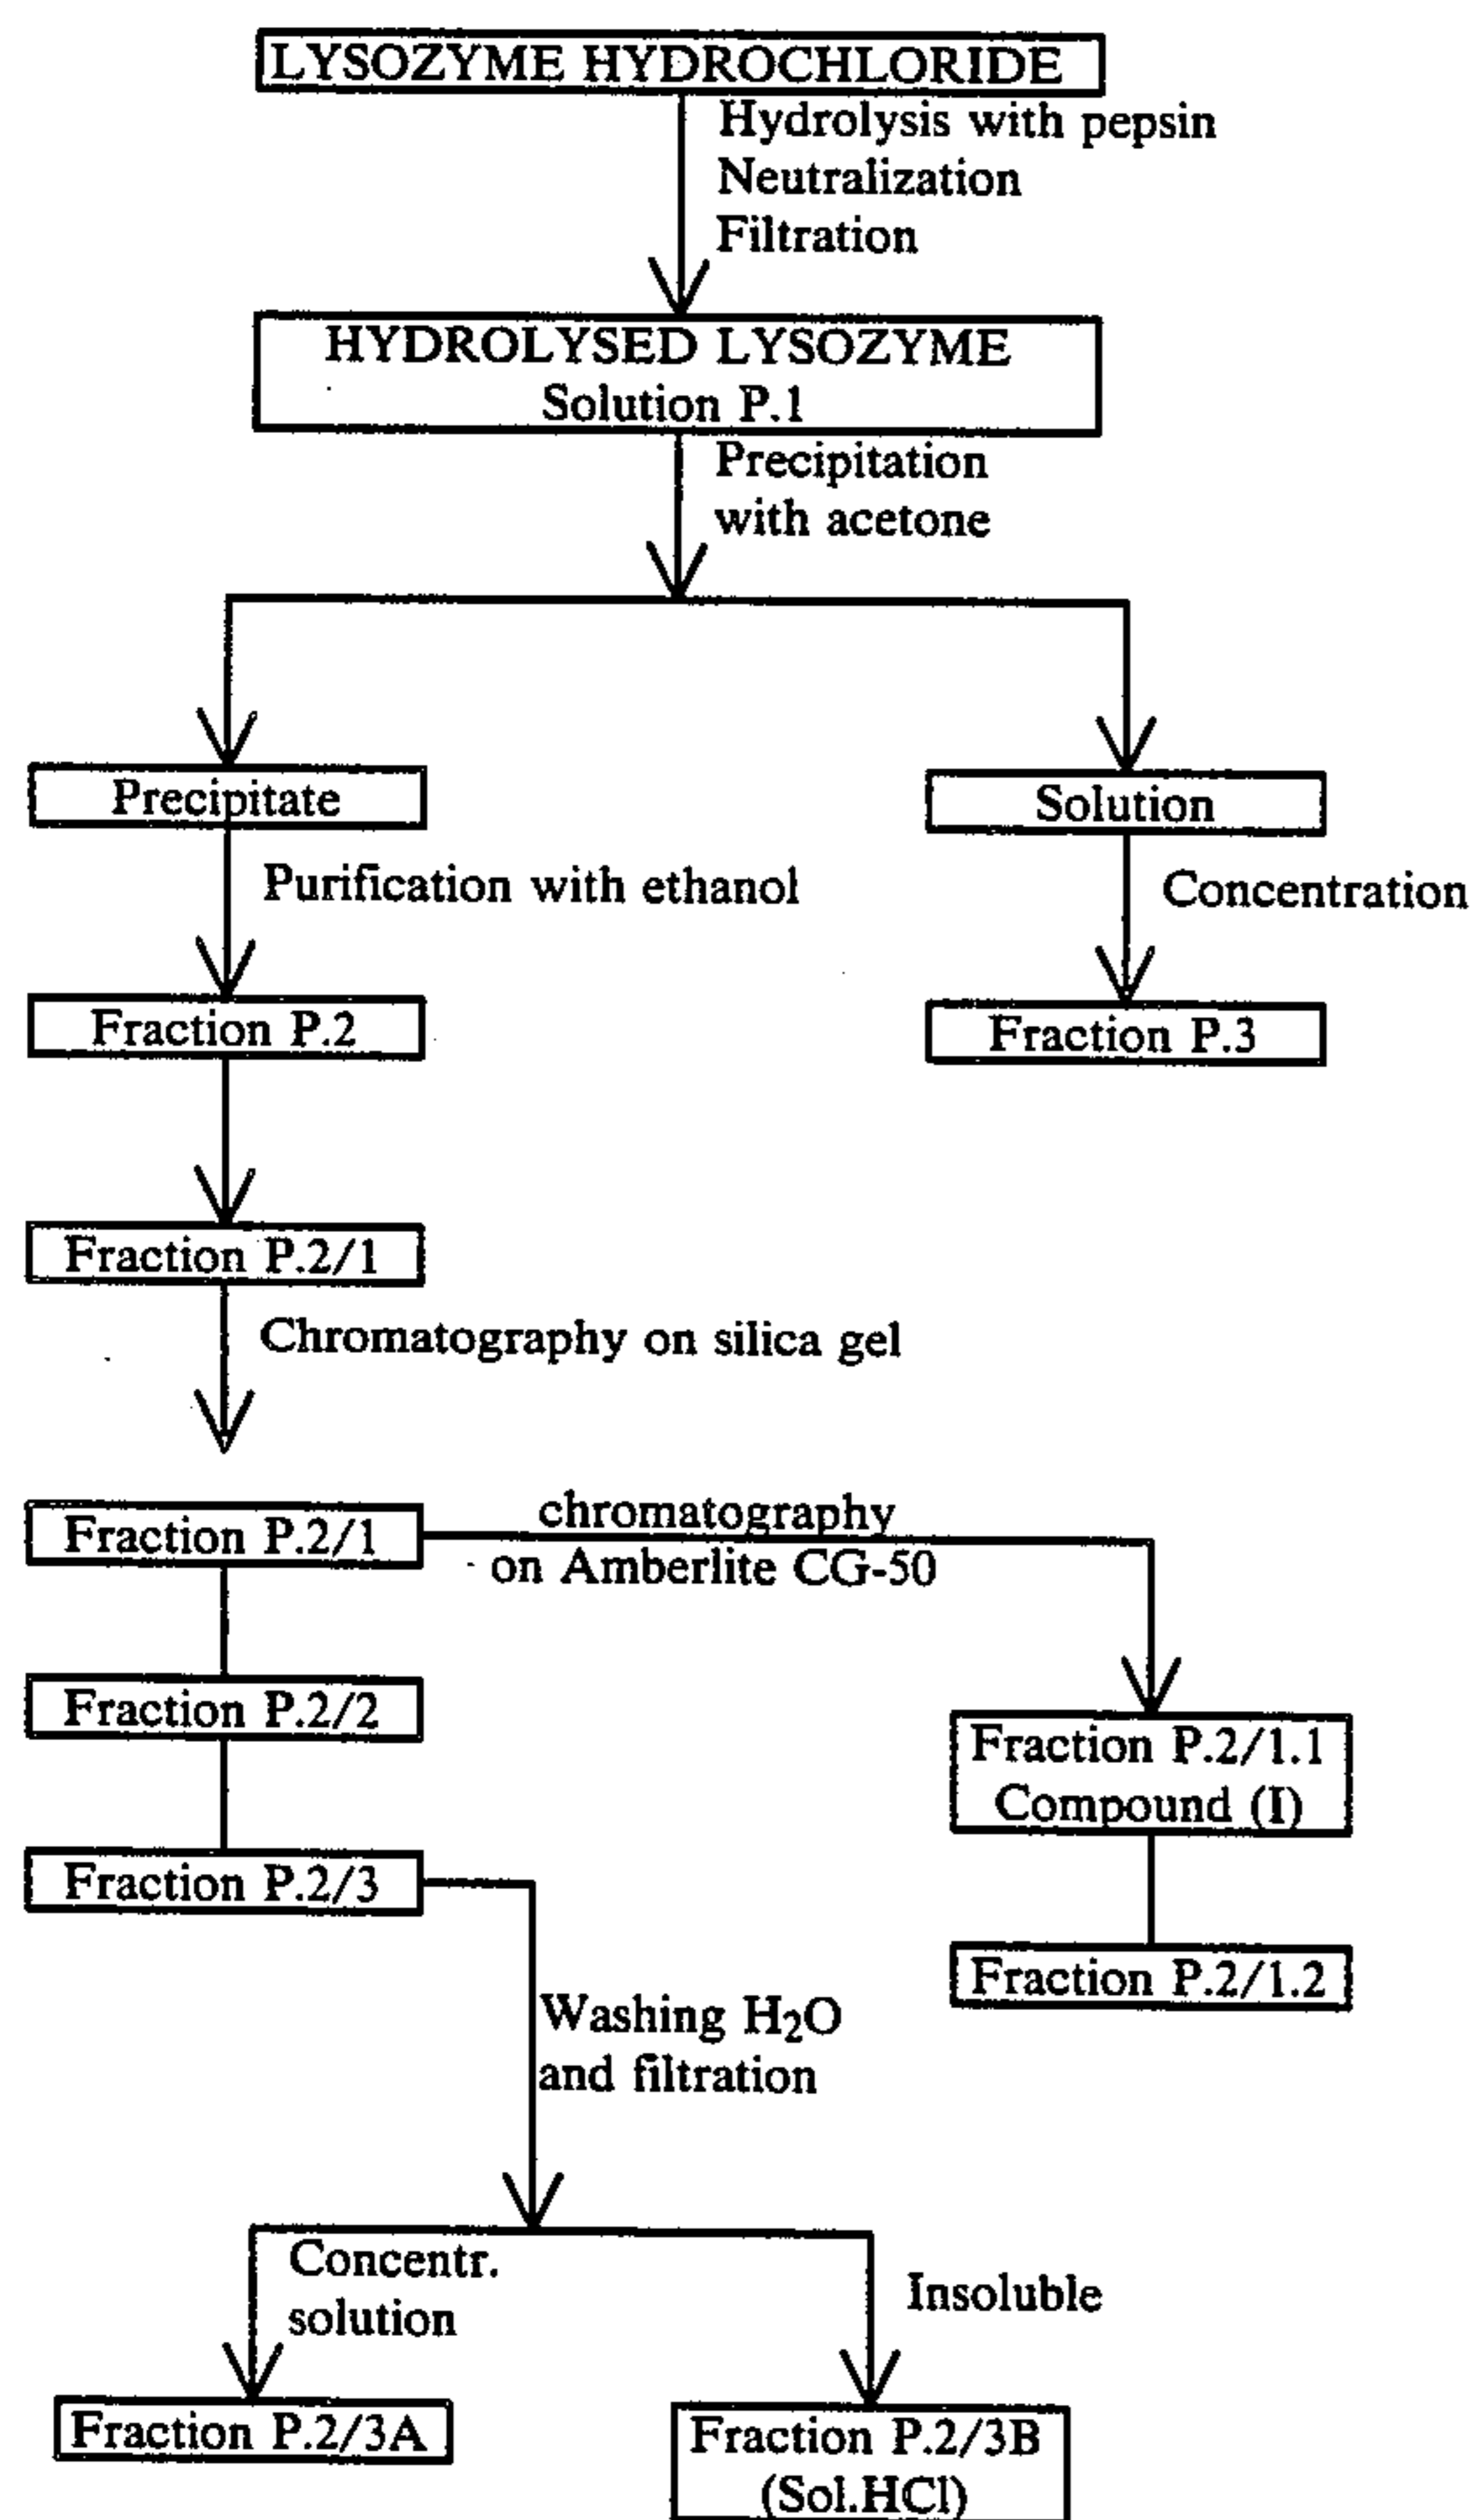 LYSOZYME HYDROCHLORIDE
Hydrolysis with pepsin
Neutralization
Filtration
HYDROLYSED LYSOZYME
Solution P.1
Precipitation
with acetone
Precipitate
Solution
Purification with ethanol
Concentration
Fraction P.2
Fraction P.3
Fraction P.2/1
Chromatography on silica gel
Fraction P.2/1
chromatography
on Amberlite CG-50
Fraction P.2/2
Fraction P.2/1.1
Compound (I)
Fraction P.2/3
Fraction P.2/1.2
Washing H₂O
and filtration
Concentr.
solution
Insoluble
Fraction P.2/3A
Fraction P.2/3B
(Sol.HCl)